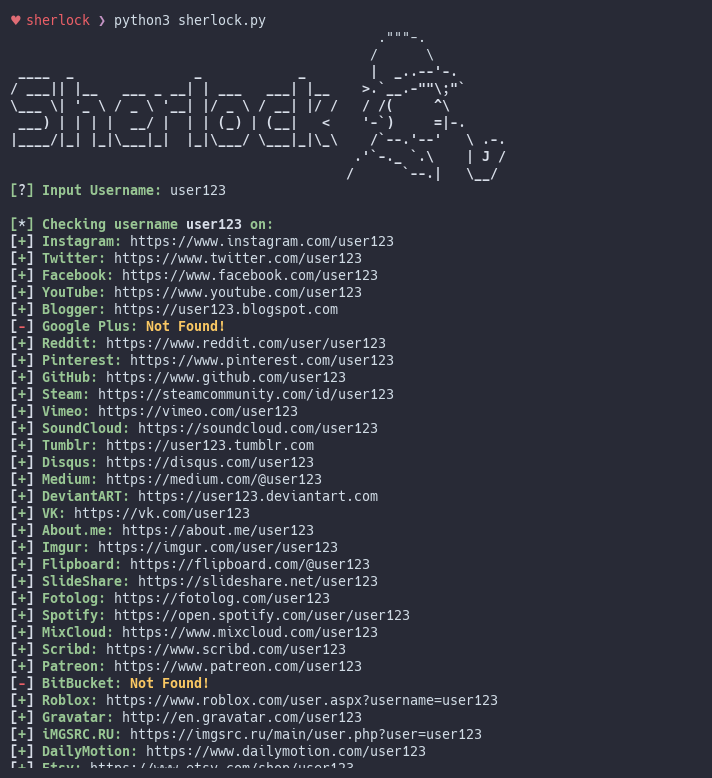 ♥ sherlock ❯ python3 sherlock.py
                                              ."""-.
                                             /      \
 ____  _               _            _        |  _..--'-.
/ ___|| |__   ___ _ __| | ___   ___| |__    >.`__.-""\;"`
\___ \| '_ \ / _ \ '__| |/ _ \ / __| |/ /   / /(     ^\
 ___) | | | |  __/ |  | | (_) | (__|   <    '-`)     =|-.
|____/|_| |_|\___|_|  |_|\___/ \___|_|\_\    /`--.'--'   \ .-.
                                           .'`-._ `.\    | J /
                                          /      `--.|   \__/
[?] Input Username: user123
[*] Checking username user123 on:
[+] Instagram: https://www.instagram.com/user123
[+] Twitter: https://www.twitter.com/user123
[+] Facebook: https://www.facebook.com/user123
[+] YouTube: https://www.youtube.com/user123
[+] Blogger: https://user123.blogspot.com
[-] Google Plus: Not Found!
[+] Reddit: https://www.reddit.com/user/user123
[+] Pinterest: https://www.pinterest.com/user123
[+] GitHub: https://www.github.com/user123
[+] Steam: https://steamcommunity.com/id/user123
[+] Vimeo: https://vimeo.com/user123
[+] SoundCloud: https://soundcloud.com/user123
[+] Tumblr: https://user123.tumblr.com
[+] Disqus: https://disqus.com/user123
[+] Medium: https://medium.com/@user123
[+] DeviantART: https://user123.deviantart.com
[+] VK: https://vk.com/user123
[+] About.me: https://about.me/user123
[+] Imgur: https://imgur.com/user/user123
[+] Flipboard: https://flipboard.com/@user123
[+] SlideShare: https://slideshare.net/user123
[+] Fotolog: https://fotolog.com/user123
[+] Spotify: https://open.spotify.com/user/user123
[+] MixCloud: https://www.mixcloud.com/user123
[+] Scribd: https://www.scribd.com/user123
[+] Patreon: https://www.patreon.com/user123
[-] BitBucket: Not Found!
[+] Roblox: https://www.roblox.com/user.aspx?username=user123
[+] Gravatar: http://en.gravatar.com/user123
[+] iMGSRC.RU: https://imgsrc.ru/main/user.php?user=user123
[+] DailyMotion: https://www.dailymotion.com/user123
[+] Etsy: https://www.etsy.com/shop/user123